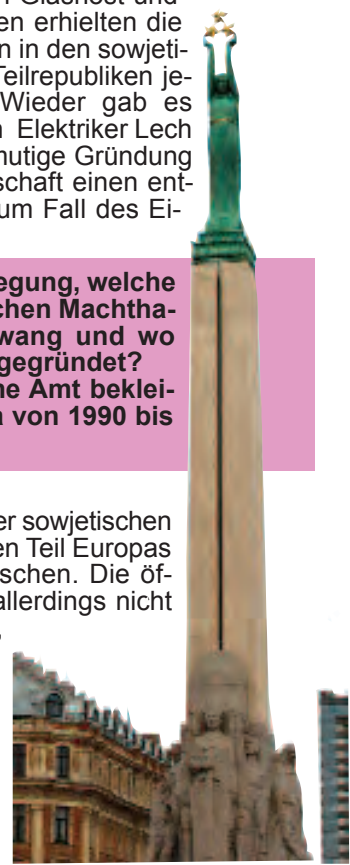 Glasnost und
en erhielten die
n in den sowjeti-
Teilrepubliken je-
Wieder gab es
Elektriker Lech
mutige Gründung
schaft einen ent-
um Fall des Ei-
egung, welche
chen Machtha-
wang und wo
gegründet?
he Amt beklei-
a von 1990 bis
er sowjetischen
en Teil Europas
schen. Die öf-
allerdings nicht